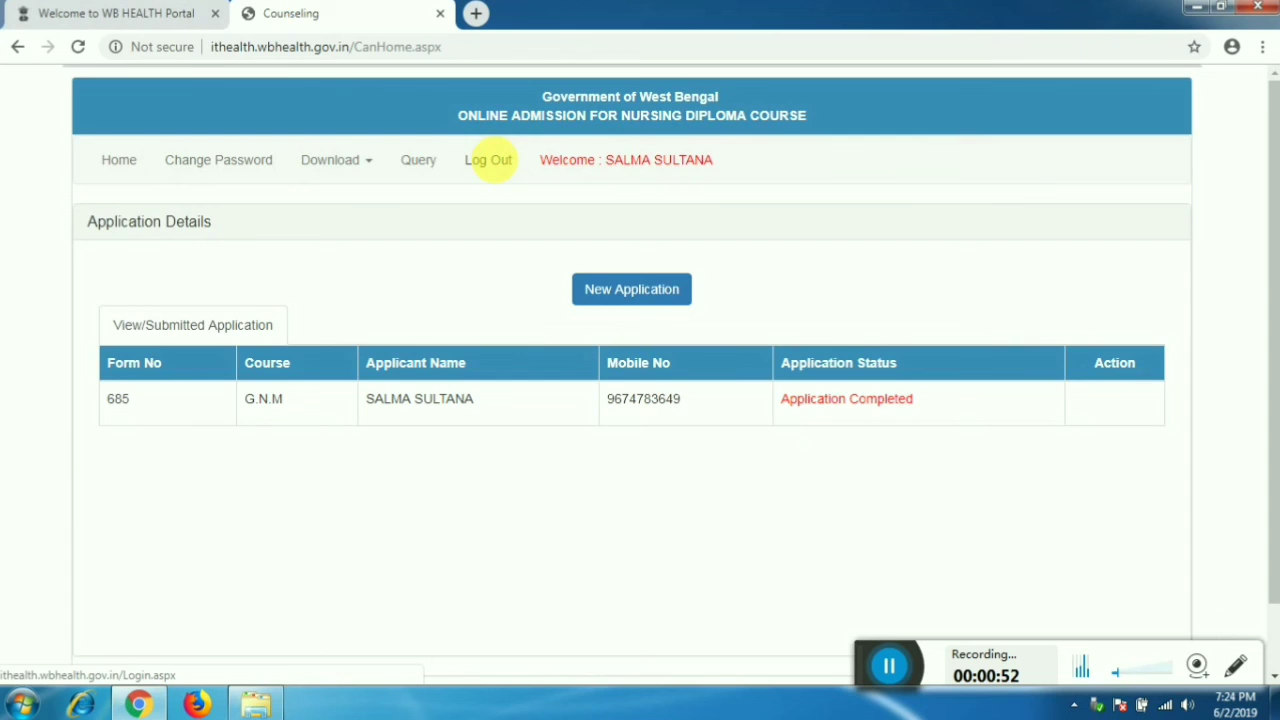 Welcome to WB HEALTH Portal
Counseling
Not secure ithealth.wbhealth.gov.in/CanHome.aspx
Government of West Bengal
ONLINE ADMISSION FOR NURSING DIPLOMA COURSE
Home Change Password Download Query Log Out Welcome : SALMA SULTANA
Application Details
New Application
View/Submitted Application
Form No Course Applicant Name Mobile No Application Status Action
685 G.N.M SALMA SULTANA 9674783649 Application Completed
Recording...
00:00:52
ithealth.wbhealth.gov.in/Login.aspx
7:24 PM
6/2/2019